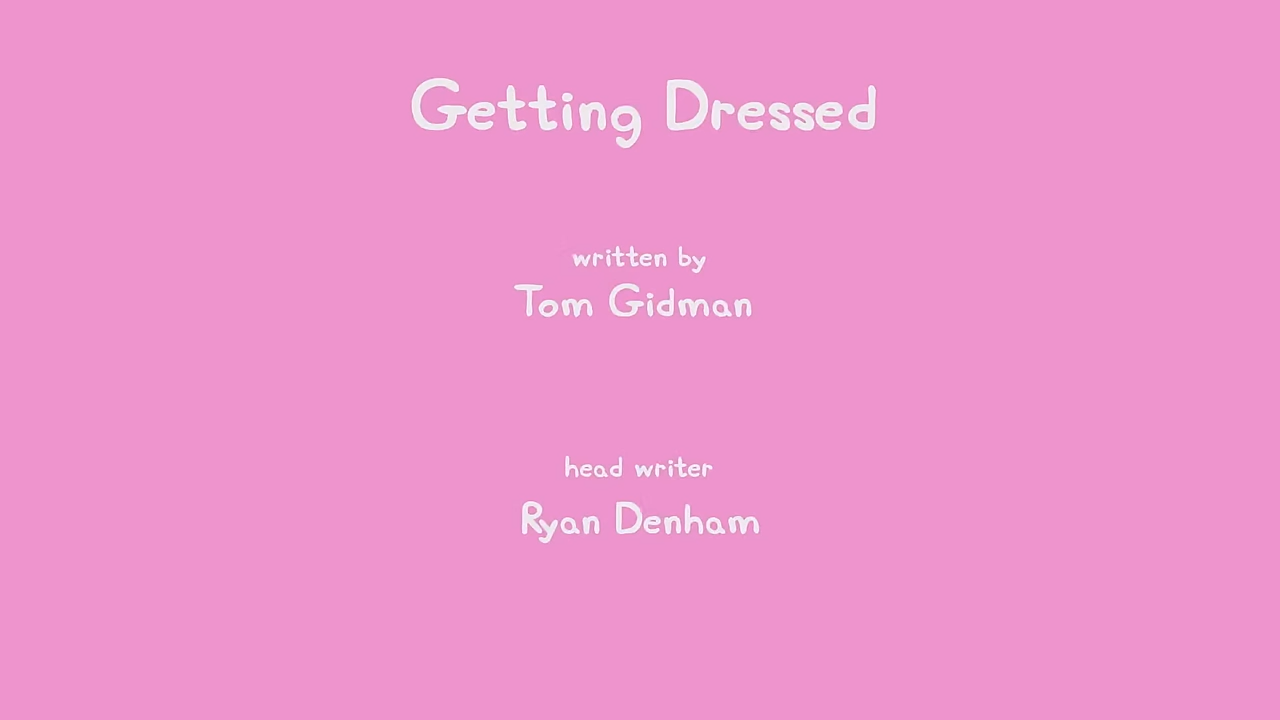 Getting Dressed
written by
Tom Gidman
head writer
Ryan Denham